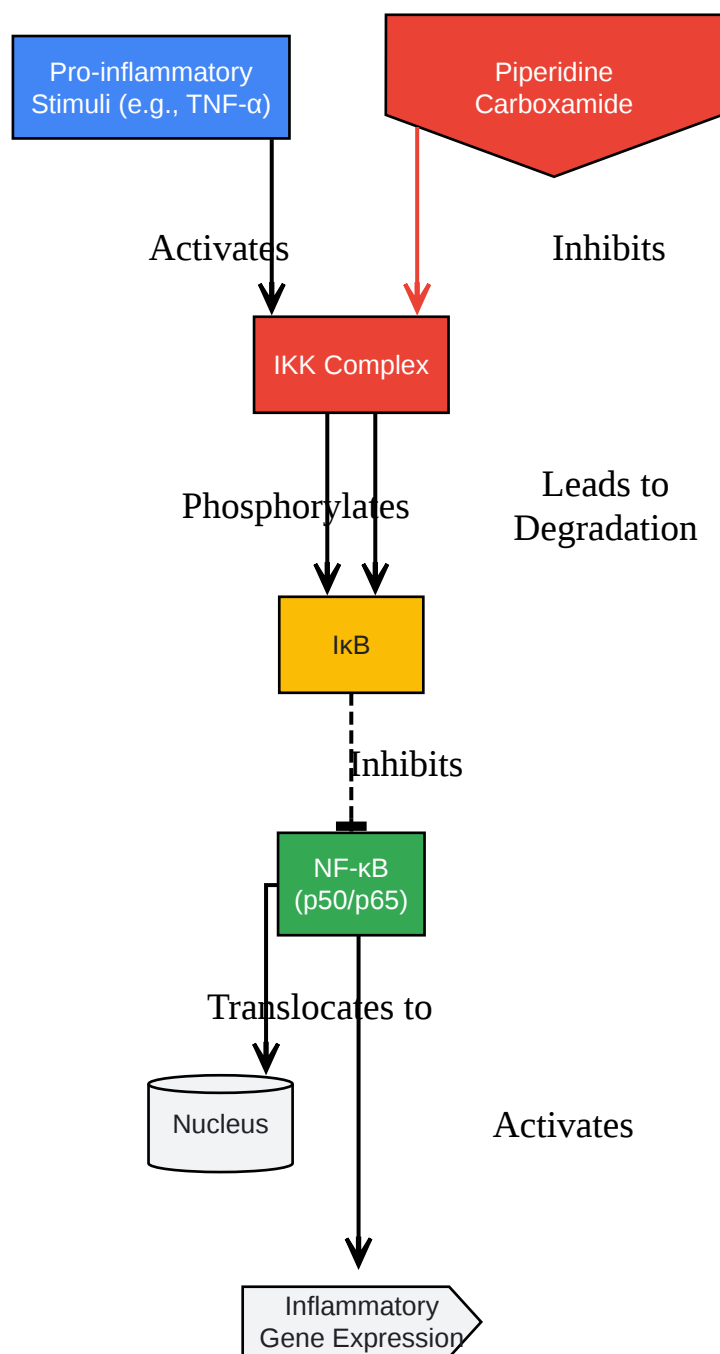 Pro-inflammatory
Stimuli (e.g., TNF-α)
Piperidine
Carboxamide
Activates
Inhibits
IKK Complex
Phosphorylates
Leads to
Degradation
IκB
Inhibits
NF-κB
(p50/p65)
Translocates to
Nucleus
Activates
Inflammatory
Gene Expression